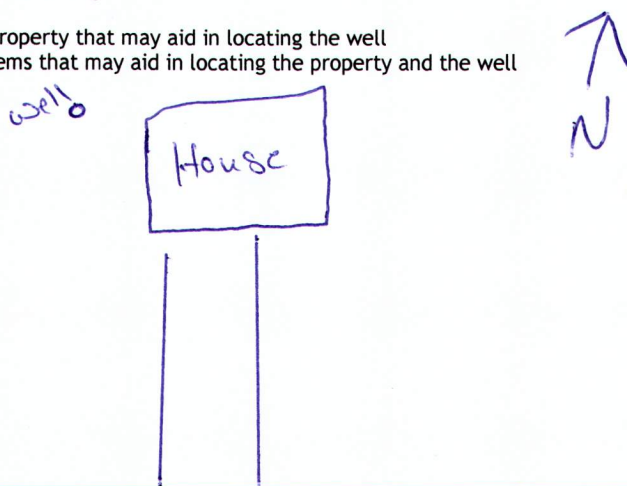 roperty that may aid in locating the well
ems that may aid in locating the property and the well
well
House
N